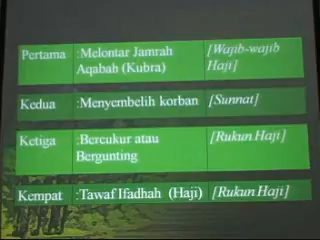 Pertama :Melontar Jamrah [Wajib-wajib
Aqabah (Kubra) Haji]
Kedua :Menyembelih korban [Sunnat]
Ketiga :Bercukur atau [Rukun Haji]
Bergunting
Kempat :Tawaf Ifadhah (Haji) [Rukun Haji]